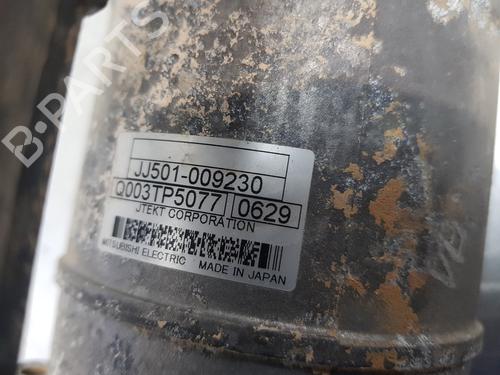 JJ501-009230
Q003TP5077 0629
JTEKT CORPORATION
MITSUBISHI ELECTRIC MADE IN JAPAN
B-PARTS